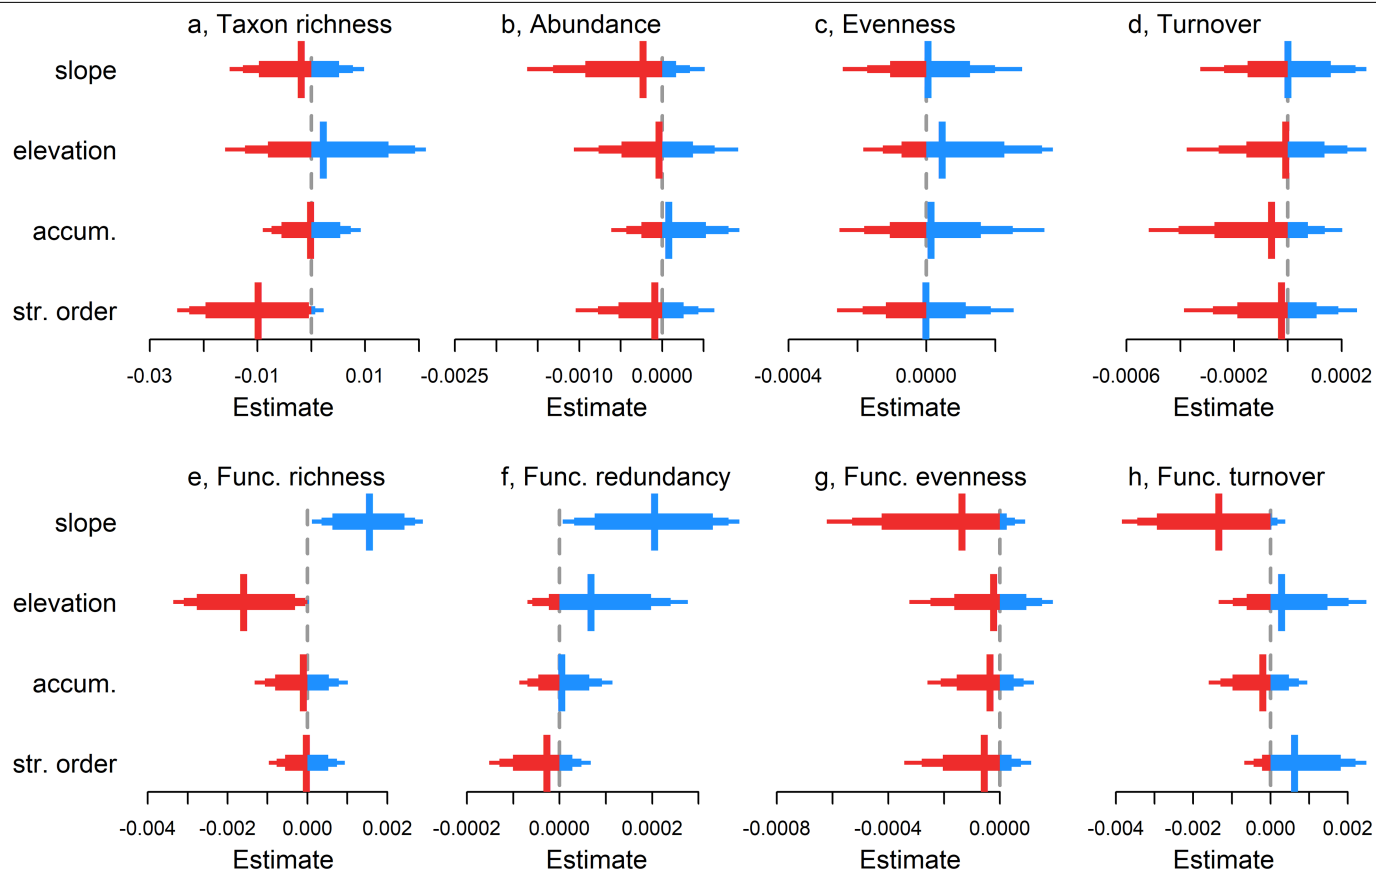 a, Taxon richness b, Abundance c, Evenness d, Turnover
slope
elevation
accum.
str. order
-0.03 -0.01 0.01 -0.0025 -0.0010 0.0000 -0.0004 0.0000 -0.0006 -0.0002 0.0002
Estimate Estimate Estimate Estimate
e, Func. richness f, Func. redundancy g, Func. evenness h, Func. turnover
slope
elevation
accum.
str. order
-0.004 -0.002 0.000 0.002 -0.0002 0.0000 0.0002 -0.0008 -0.0004 0.0000 -0.004 -0.002 0.000 0.002
Estimate Estimate Estimate Estimate